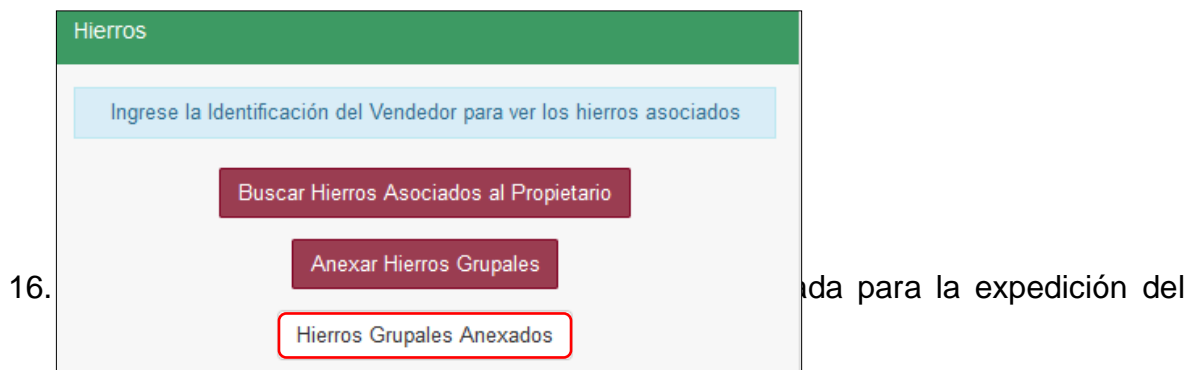 Hierros
Ingrese la Identificación del Vendedor para ver los hierros asociados
Buscar Hierros Asociados al Propietario
Anexar Hierros Grupales
16. para la expedición del
Hierros Grupales Anexados